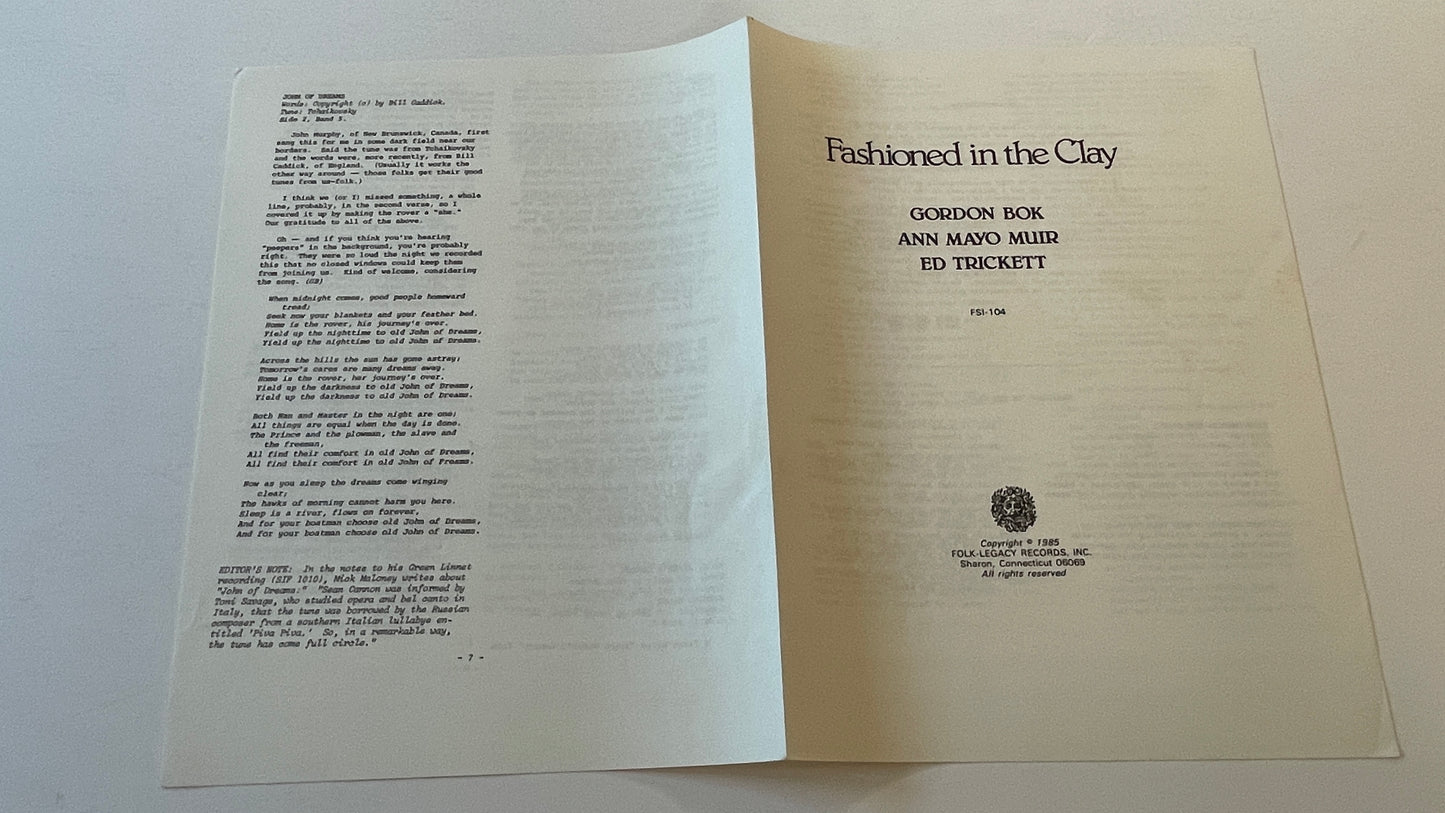 JOHN OF DREAMS
Words: Copyright (c) by Bill Caddick.
Tune: Tchaikovsky
Side 2, Band 5.
John Murphy, of New Brunswick, Canada, first
sang this for me in some dark field near our
borders. Said the tune was from Tchaikovsky
and the words were, more recently, from Bill
Caddick, of England. (Usually it works the
other way around — those folks get their good
tunes from us-folk.)
I think we (or I) missed something, a whole
line, probably, in the second verse, so I
covered it up by making the rover a "she."
Our gratitude to all of the above.
Oh — and if you think you're hearing
"peepers" in the background, you're probably
right. They were so loud the night we recorded
this that no closed windows could keep them
from joining us. Kind of welcome, considering
the song. (GB)
When midnight comes, good people homeward
tread;
Seek now your blankets and your feather bed.
Home is the rover, his journey's over.
Yield up the nighttime to old John of Dreams,
Yield up the nighttime to old John of Dreams.
Across the hills the sun has gone astray;
Tomorrow's cares are many dreams away.
Home is the rover, her journey's over.
Yield up the darkness to old John of Dreams,
Yield up the darkness to old John of Dreams.
Both Man and Master in the night are one;
All things are equal when the day is done.
The Prince and the plowman, the slave and
the freeman,
All find their comfort in old John of Dreams,
All find their comfort in old John of Dreams.
Now as you sleep the dreams come winging
clear;
The hawks of morning cannot harm you here.
Sleep is a river, flows on forever,
And for your boatman choose old John of Dreams,
And for your boatman choose old John of Dreams.
EDITOR'S NOTE: In the notes to his Green Linnet
recording (SIF 1010), Mick Moloney writes about
"John of Dreams:" "Sean Cannon was informed by
Toni Savage, who studied opera and bel canto in
Italy, that the tune was borrowed by the Russian
composer from a southern Italian lullabye en-
titled 'Piva Piva.' So, in a remarkable way,
the tune has come full circle."
- 7 -
Fashioned in the Clay
GORDON BOK
ANN MAYO MUIR
ED TRICKETT
FSI-104
Copyright © 1985
FOLK-LEGACY RECORDS, INC.
Sharon, Connecticut 06069
All rights reserved